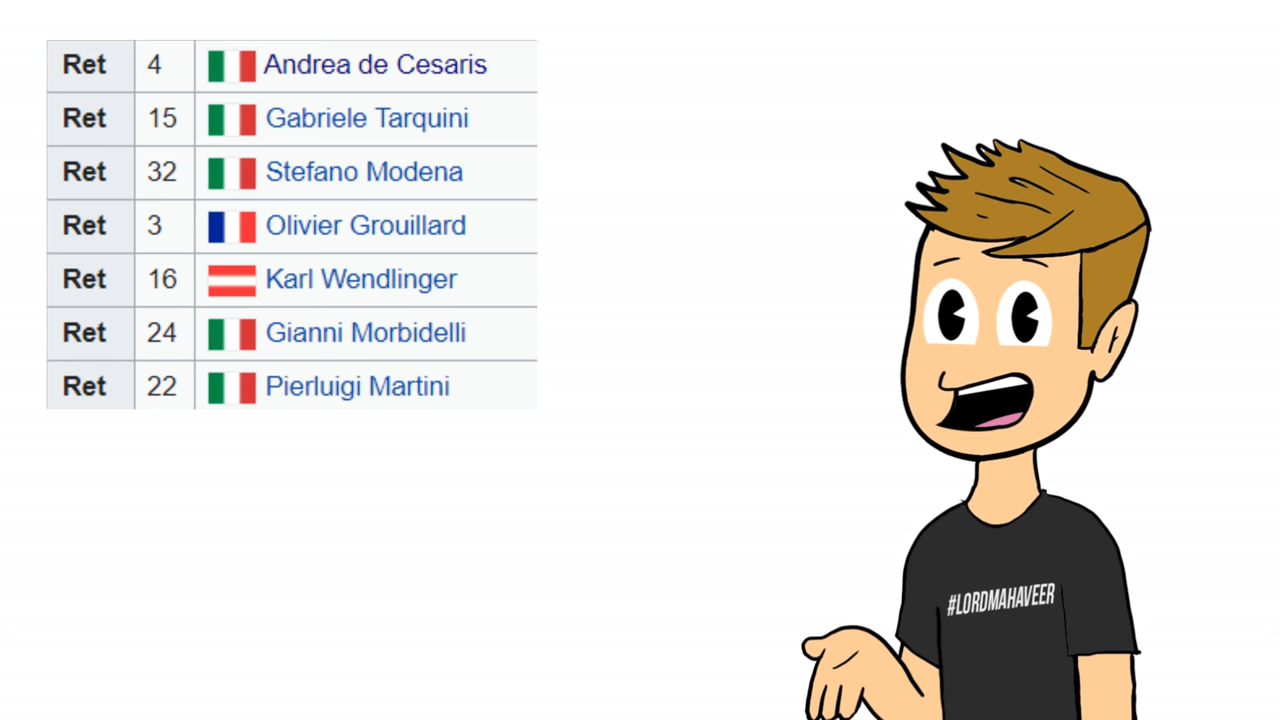 Ret 4 Andrea de Cesaris
Ret 15 Gabriele Tarquini
Ret 32 Stefano Modena
Ret 3 Olivier Grouillard
Ret 16 Karl Wendlinger
Ret 24 Gianni Morbidelli
Ret 22 Pierluigi Martini
#LORDMAHAVEER